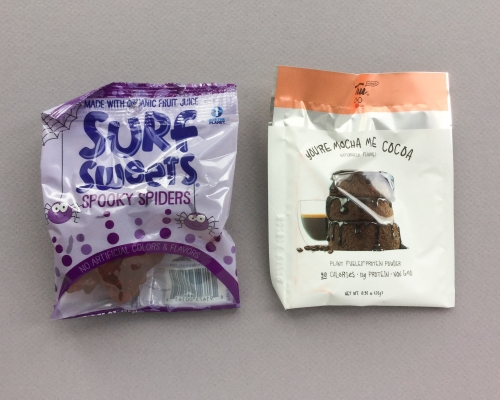 MADE WITH ORGANIC FRUIT JUICE
SURF
SWEETS
SPOOKY SPIDERS
NO ARTIFICIAL COLORS & FLAVORS
YOU'RE MOCHA ME COCOA
NATURALLY FLAVORED
PLANT FUELED PROTEIN POWDER
CALORIES • PROTEIN • NON GMO
NET WT.